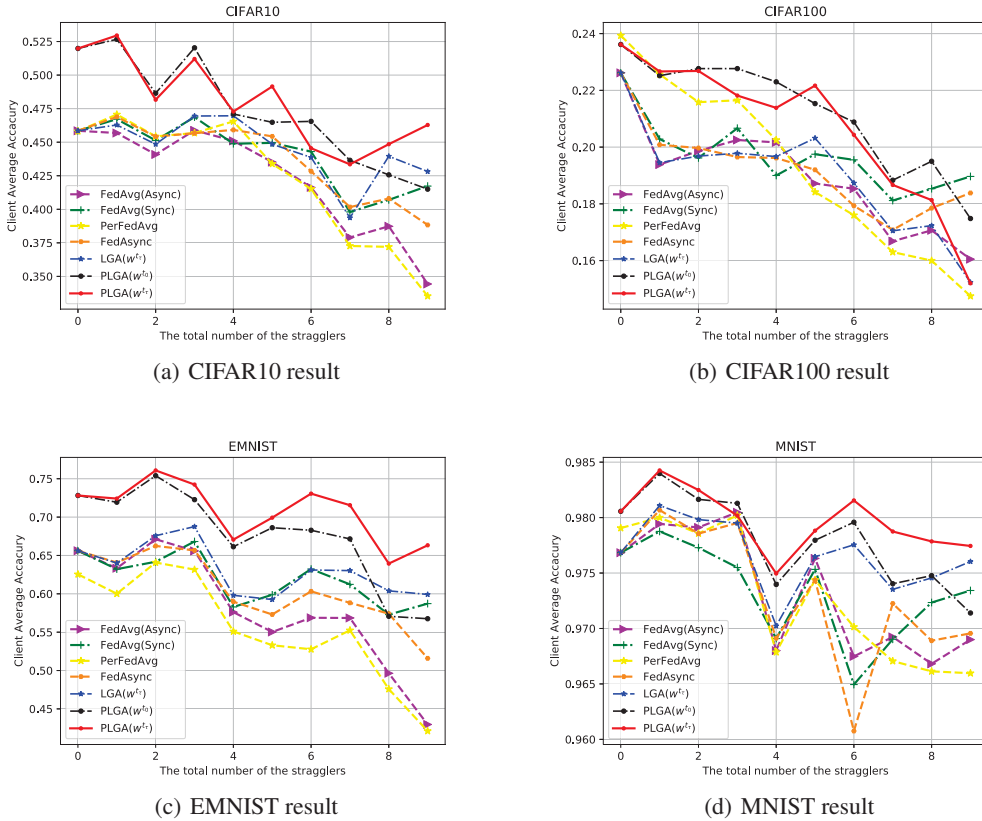 CIFAR10
Client Average Accacury
0.525
0.500
0.475
0.450
0.425
0.400
0.375
0.350
FedAvg(Async)
FedAvg(Sync)
PerFedAvg
FedAsync
LGA(w^{t_τ})
PLGA(w^{t_0})
PLGA(w^{t_τ})
0 2 4 6 8
The total number of the stragglers
(a) CIFAR10 result
CIFAR100
Client Average Accacury
0.24
0.22
0.20
0.18
0.16
FedAvg(Async)
FedAvg(Sync)
PerFedAvg
FedAsync
LGA(w^{t_τ})
PLGA(w^{t_0})
PLGA(w^{t_τ})
0 2 4 6 8
The total number of the stragglers
(b) CIFAR100 result
EMNIST
Client Average Accacury
0.75
0.70
0.65
0.60
0.55
0.50
0.45
FedAvg(Async)
FedAvg(Sync)
PerFedAvg
FedAsync
LGA(w^{t_τ})
PLGA(w^{t_0})
PLGA(w^{t_τ})
0 2 4 6 8
The total number of the stragglers
(c) EMNIST result
MNIST
Client Average Accacury
0.985
0.980
0.975
0.970
0.965
0.960
FedAvg(Async)
FedAvg(Sync)
PerFedAvg
FedAsync
LGA(w^{t_τ})
PLGA(w^{t_0})
PLGA(w^{t_τ})
0 2 4 6 8
The total number of the stragglers
(d) MNIST result